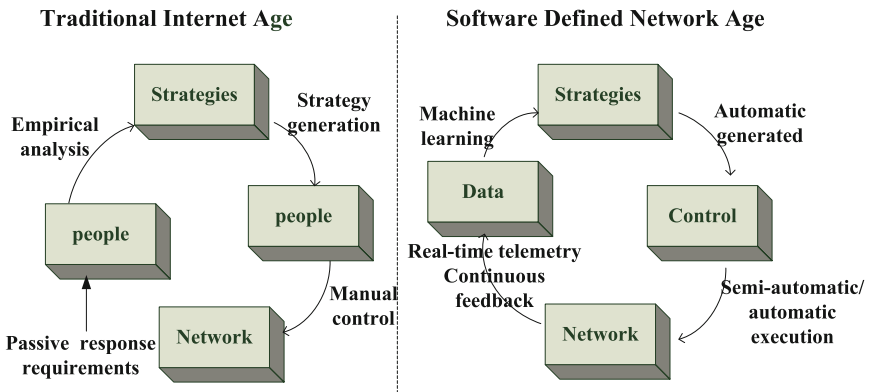 Traditional Internet Age
Strategies
Strategy
generation
Empirical
analysis
people
people
Manual
control
Network
Passive response
requirements
Software Defined Network Age
Strategies
Machine
learning
Automatic
generated
Data
Control
Real-time telemetry
Continuous
feedback
Semi-automatic/
automatic
execution
Network